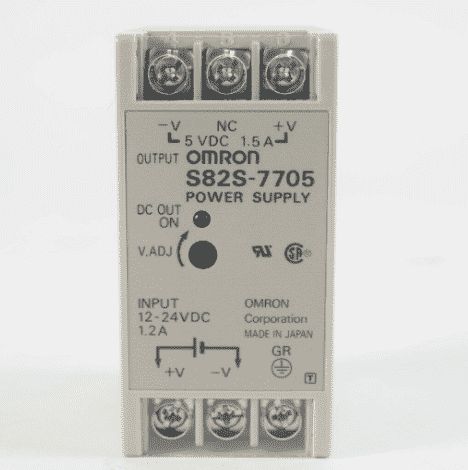 -V NC +V
5 VDC 1.5A
OUTPUT OMRON
S82S-7705
POWER SUPPLY
DC OUT
ON
V.ADJ
INPUT
12-24VDC
1.2A
OMRON
Corporation
MADE IN JAPAN
+V -V
GR
T